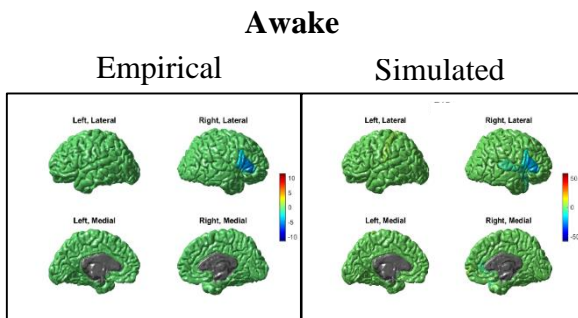 Awake
Empirical
Simulated
Left, Lateral
Right, Lateral
10
5
0
-5
-10
Left, Medial
Right, Medial
Left, Lateral
Right, Lateral
50
0
-50
Left, Medial
Right, Medial